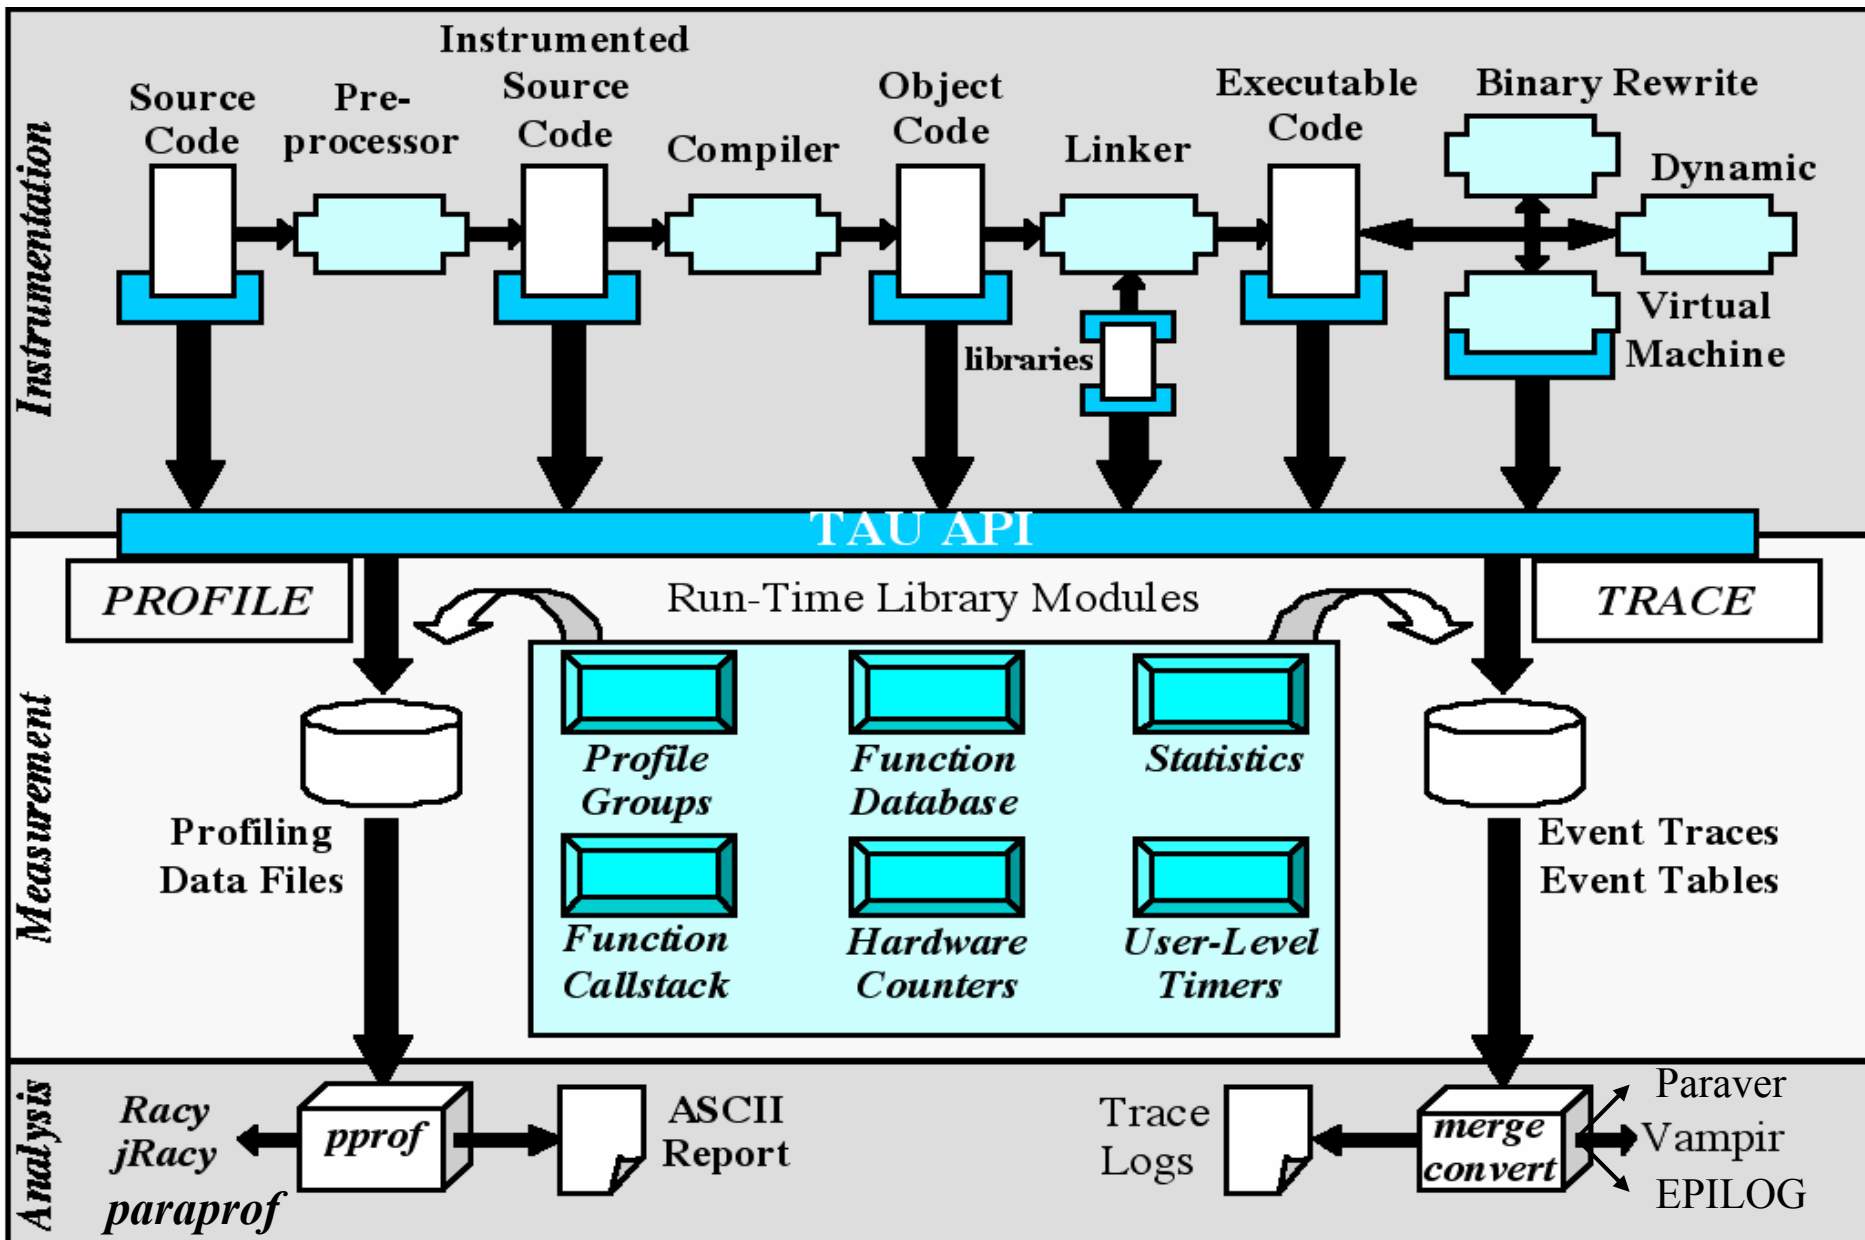 Instrumentation
Source
Code
Pre-
processor
Instrumented
Source
Code
Compiler
Object
Code
Linker
libraries
Executable
Code
Binary Rewrite
Dynamic
Virtual
Machine
TAU API
Measurement
PROFILE
Run-Time Library Modules
TRACE
Profiling
Data Files
Profile
Groups
Function
Database
Statistics
Function
Callstack
Hardware
Counters
User-Level
Timers
Event Traces
Event Tables
Analysis
Racy
jRacy
paraprof
pprof
ASCII
Report
Trace
Logs
merge
convert
Paraver
Vampir
EPILOG